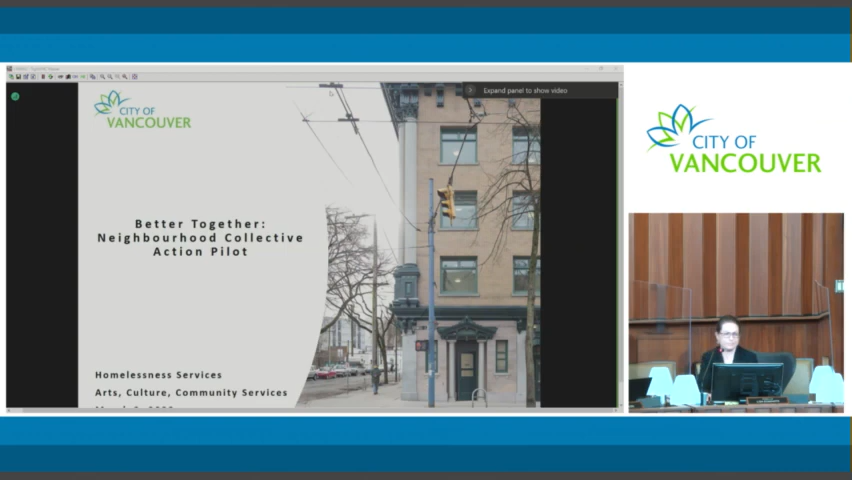 Expand panel to show video
CITY OF
VANCOUVER
Better Together:
Neighbourhood Collective
Action Pilot
Homelessness Services
Arts, Culture, Community Services
CITY OF
VANCOUVER